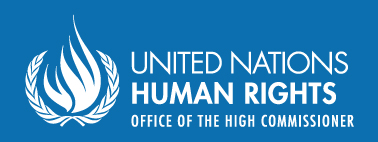 UNITED NATIONS
HUMAN RIGHTS
OFFICE OF THE HIGH COMMISSIONER